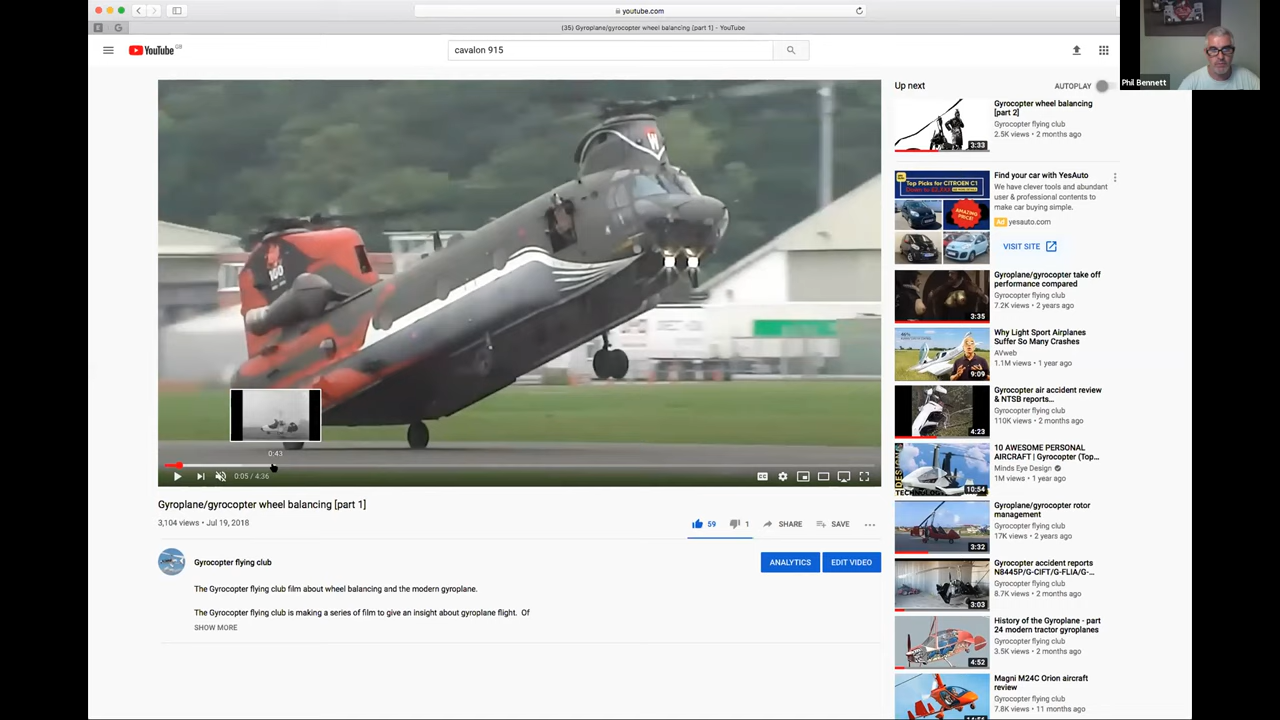 youtube.com
(35) Gyroplane/gyrocopter wheel balancing [part 1] - YouTube
YouTube GB
cavalon 915
Phil Bennett
0:43
0:05 / 4:36
Gyroplane/gyrocopter wheel balancing [part 1]
3,104 views • Jul 19, 2018
59
1
SHARE
SAVE
Gyrocopter flying club
ANALYTICS
EDIT VIDEO
The Gyrocopter flying club film about wheel balancing and the modern gyroplane.
The Gyrocopter flying club is making a series of film to give an insight about gyroplane flight. Of
SHOW MORE
Up next
AUTOPLAY
Gyrocopter wheel balancing
[part 2]
Gyrocopter flying club
2.5K views • 2 months ago
3:33
Top Picks for CITROEN C1
AMAZING
PRICE!
Find your car with YesAuto
We have clever tools and abundant
user & professional contents to
make car buying simple.
Ad yesauto.com
VISIT SITE
Gyroplane/gyrocopter take off
performance compared
Gyrocopter flying club
7.2K views • 2 years ago
3:35
Why Light Sport Airplanes
Suffer So Many Crashes
AVweb
1.1M views • 1 year ago
9:09
Gyrocopter air accident review
& NTSB reports...
Gyrocopter flying club
110K views • 2 months ago
4:23
10 AWESOME PERSONAL
AIRCRAFT | Gyrocopter (Top...
Minds Eye Design
1M views • 1 year ago
10:54
Gyroplane/gyrocopter rotor
management
Gyrocopter flying club
17K views • 2 years ago
3:32
Gyrocopter accident reports
N8445P/G-CIFT/G-FLIA/G-...
Gyrocopter flying club
8.7K views • 2 months ago
3:03
History of the Gyroplane - part
24 modern tractor gyroplanes
Gyrocopter flying club
3.5K views • 2 months ago
4:52
Magni M24C Orion aircraft
review
Gyrocopter flying club
7.8K views • 11 months ago